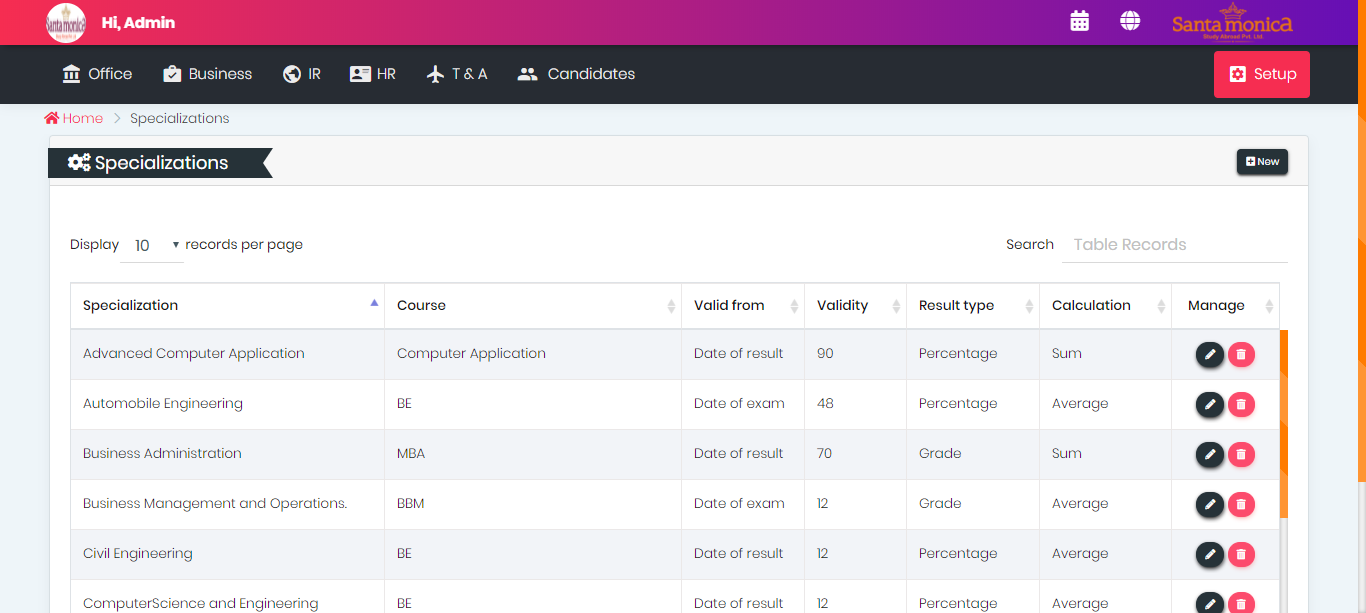 Santa monica
Hi, Admin
Santa monica
Study Abroad Pvt. Ltd.
Office Business IR HR T & A Candidates Setup
Home > Specializations
Specializations New
Display 10 records per page Search Table Records
Specialization Course Valid from Validity Result type Calculation Manage
Advanced Computer Application Computer Application Date of result 90 Percentage Sum
Automobile Engineering BE Date of exam 48 Percentage Average
Business Administration MBA Date of result 70 Grade Sum
Business Management and Operations. BBM Date of exam 12 Grade Average
Civil Engineering BE Date of result 12 Percentage Average
ComputerScience and Engineering BE Date of result 12 Percentage Average